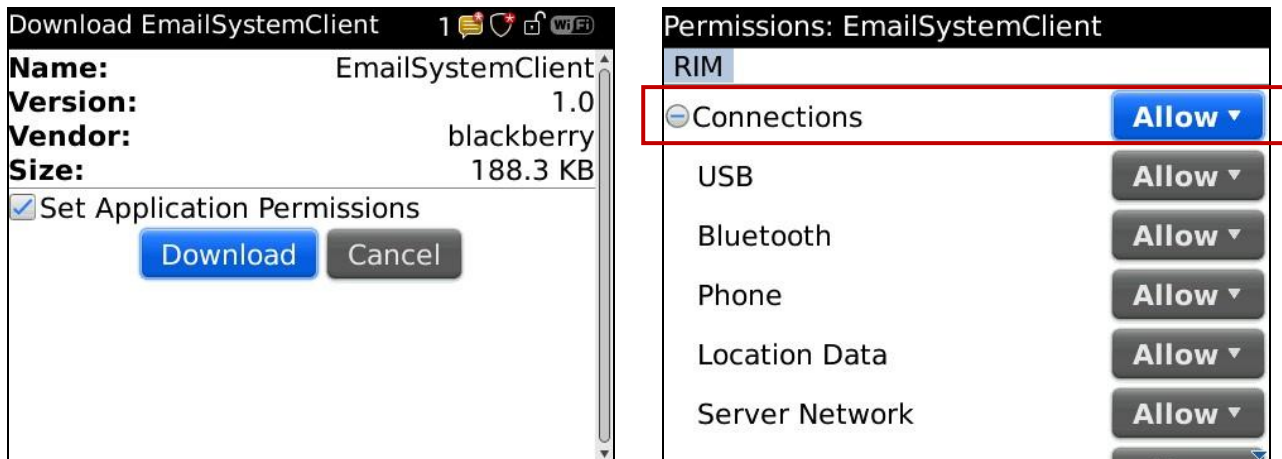 Download EmailSystemClient 1 WiFi
Name: EmailSystemClient
Version: 1.0
Vendor: blackberry
Size: 188.3 KB
Set Application Permissions
Download Cancel
Permissions: EmailSystemClient
RIM
Connections Allow
USB Allow
Bluetooth Allow
Phone Allow
Location Data Allow
Server Network Allow